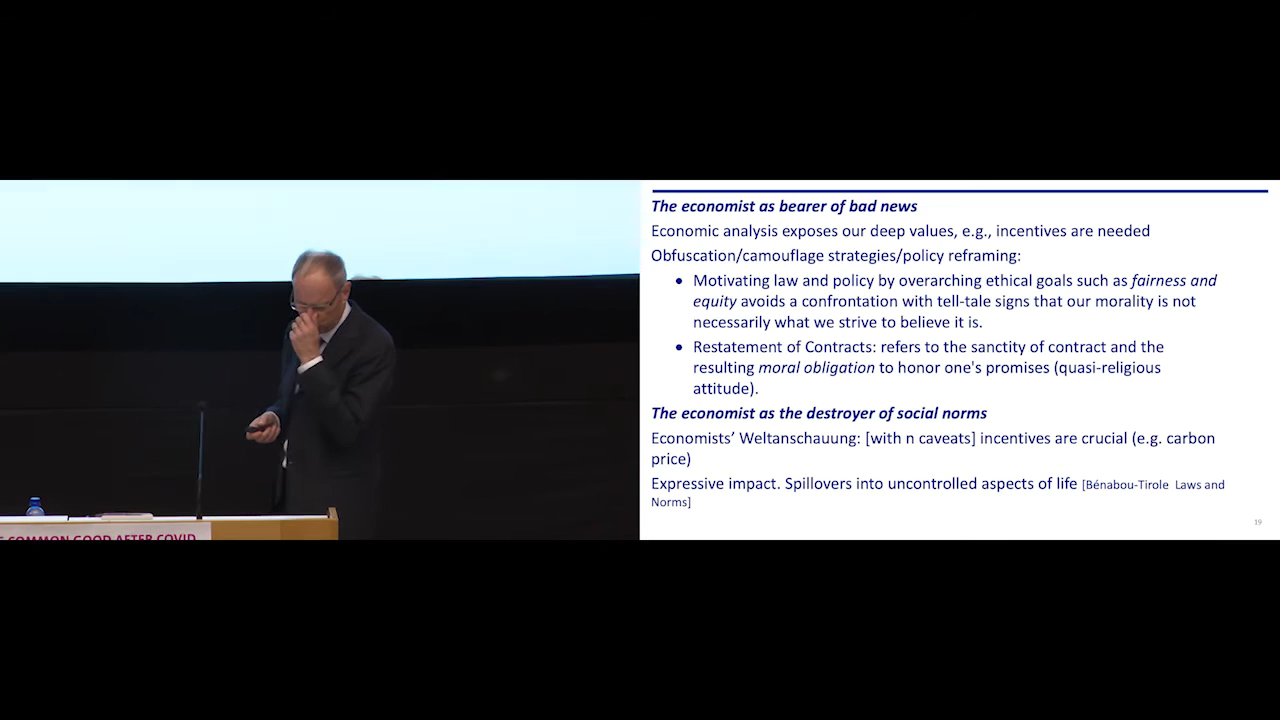 COMMON GOOD AFTER COVID
The economist as bearer of bad news
Economic analysis exposes our deep values, e.g., incentives are needed
Obfuscation/camouflage strategies/policy reframing:
• Motivating law and policy by overarching ethical goals such as fairness and
equity avoids a confrontation with tell-tale signs that our morality is not
necessarily what we strive to believe it is.
• Restatement of Contracts: refers to the sanctity of contract and the
resulting moral obligation to honor one's promises (quasi-religious
attitude).
The economist as the destroyer of social norms
Economists’ Weltanschauung: [with n caveats] incentives are crucial (e.g. carbon
price)
Expressive impact. Spillovers into uncontrolled aspects of life [Bénabou-Tirole Laws and
Norms]
19